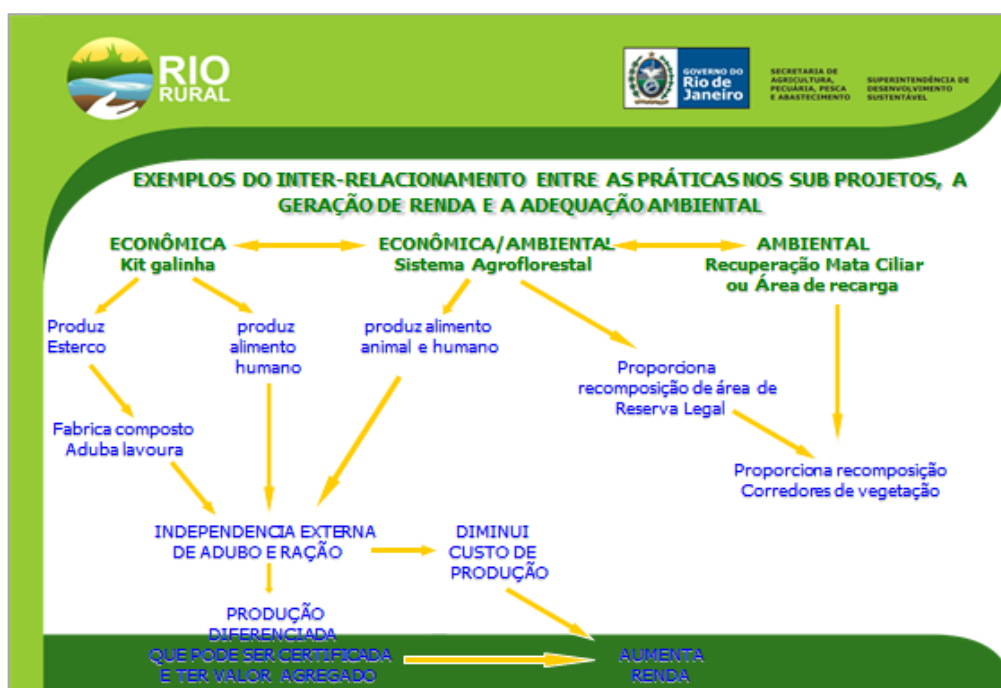 RIO
RURAL
GOVERNO DO
Rio de
Janeiro
SECRETARIA DE
AGRICULTURA,
PECUÁRIA, PESCA
E ABASTECIMENTO
SUPERINTENDÊNCIA DE
DESENVOLVIMENTO
SUSTENTÁVEL
EXEMPLOS DO INTER-RELACIONAMENTO ENTRE AS PRÁTICAS NOS SUB PROJETOS, A
GERAÇÃO DE RENDA E A ADEQUAÇÃO AMBIENTAL
ECONÔMICA
Kit galinha
ECONÔMICA/AMBIENTAL
Sistema Agroflorestal
AMBIENTAL
Recuperação Mata Ciliar
ou Área de recarga
Produz
Esterco
produz
alimento
humano
produz alimento
animal e humano
Proporciona
recomposição de área de
Reserva Legal
Fabrica composto
Aduba lavoura
Proporciona recomposição
Corredores de vegetação
INDEPENDENCIA EXTERNA
DE ADUBO E RAÇÃO
DIMINUI
CUSTO DE
PRODUÇÃO
PRODUÇÃO
DIFERENCIADA
QUE PODE SER CERTIFICADA
E TER VALOR AGREGADO
AUMENTA
RENDA